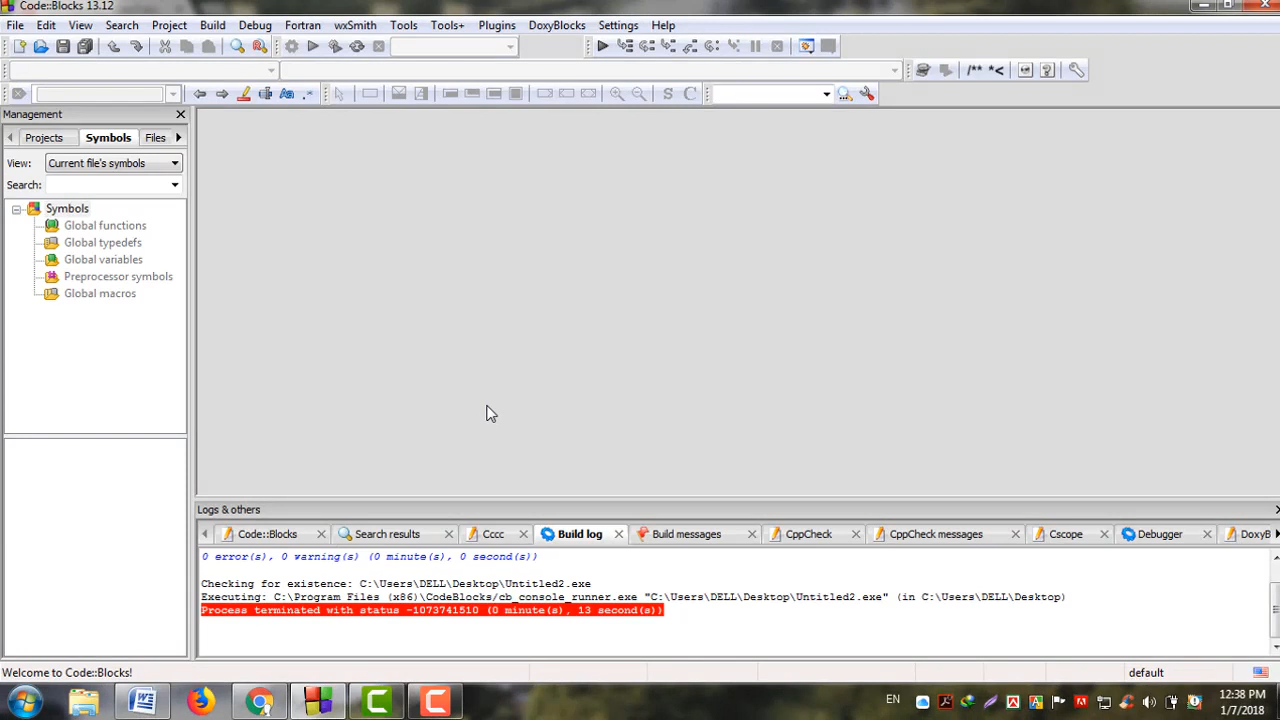 Code::Blocks 13.12
File Edit View Search Project Build Debug Fortran wxSmith Tools Tools+ Plugins DoxyBlocks Settings Help
/** *<
Aa .*
S C
Management
Projects Symbols Files
View: Current file's symbols
Search:
Symbols
Global functions
Global typedefs
Global variables
Preprocessor symbols
Global macros
Logs & others
Code::Blocks Search results Cccc Build log Build messages CppCheck CppCheck messages Cscope Debugger DoxyB
0 error(s), 0 warning(s) (0 minute(s), 0 second(s))
Checking for existence: C:\Users\DELL\Desktop\Untitled2.exe
Executing: C:\Program Files (x86)\CodeBlocks/cb_console_runner.exe "C:\Users\DELL\Desktop\Untitled2.exe" (in C:\Users\DELL\Desktop)
Process terminated with status -1073741510 (0 minute(s), 13 second(s))
Welcome to Code::Blocks!
default
EN
12:38 PM
1/7/2018